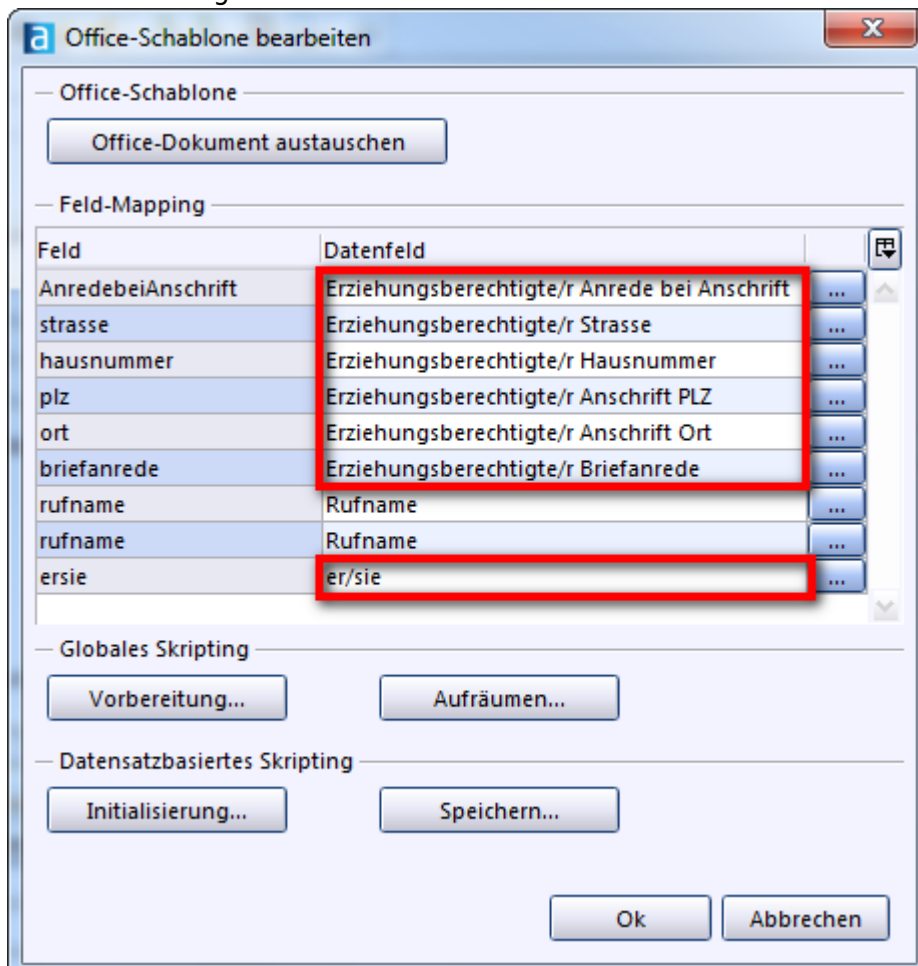 Office-Schablone bearbeiten
Office-Schablone
Office-Dokument austauschen
Feld-Mapping
Feld Datenfeld
AnredebeiAnschrift Erziehungsberechtigte/r Anrede bei Anschrift ...
strasse Erziehungsberechtigte/r Strasse ...
hausnummer Erziehungsberechtigte/r Hausnummer ...
plz Erziehungsberechtigte/r Anschrift PLZ ...
ort Erziehungsberechtigte/r Anschrift Ort ...
briefanrede Erziehungsberechtigte/r Briefanrede ...
rufname Rufname ...
rufname Rufname ...
ersie er/sie ...
Globales Skripting
Vorbereitung... Aufräumen...
Datensatzbasiertes Skripting
Initialisierung... Speichern...
Ok Abbrechen